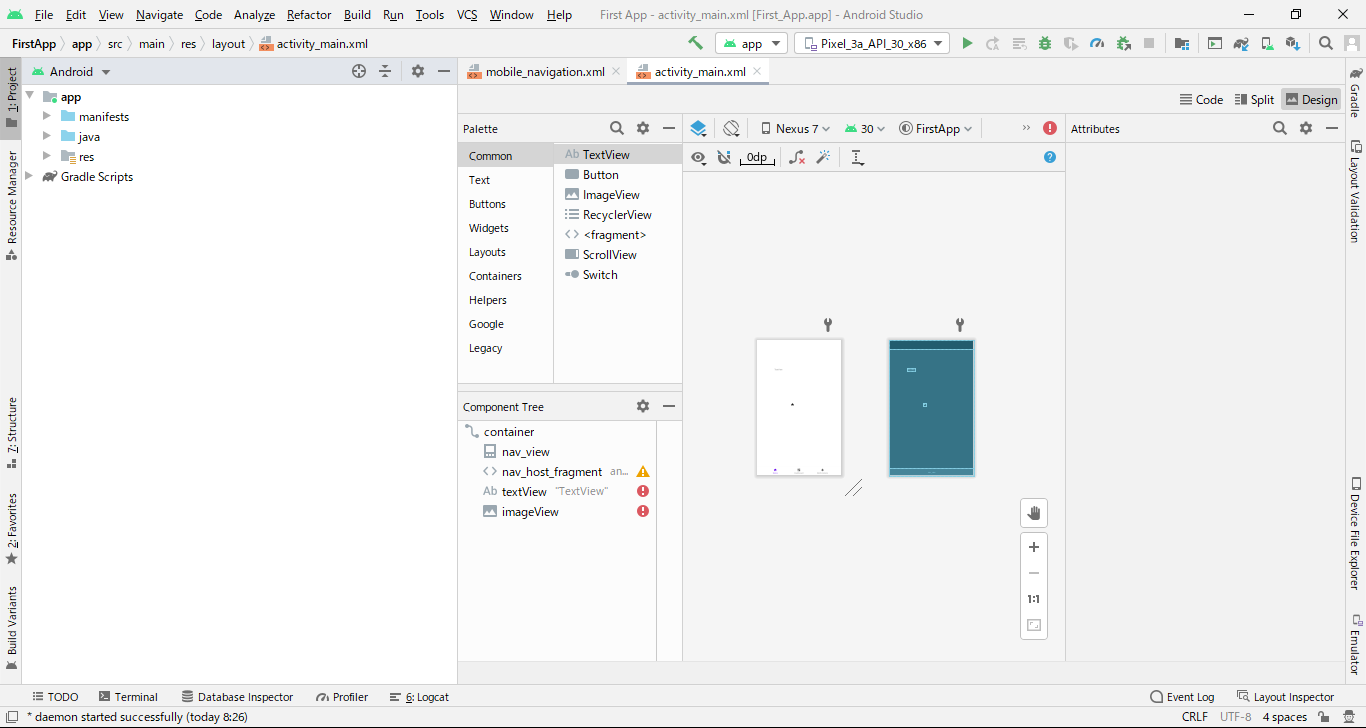 File Edit View Navigate Code Analyze Refactor Build Run Tools VCS Window Help First App - activity_main.xml [First_App.app] - Android Studio
FirstApp app src main res layout activity_main.xml app Pixel_3a_API_30_x86
1: Project
Resource Manager
7: Structure
2: Favorites
Build Variants
Android
app
manifests
java
res
Gradle Scripts
mobile_navigation.xml activity_main.xml
Code Split Design
Palette
Common
Text
Buttons
Widgets
Layouts
Containers
Helpers
Google
Legacy
Ab TextView
Button
ImageView
RecyclerView
<fragment>
ScrollView
Switch
Component Tree
container
nav_view
nav_host_fragment an...
Ab textView "TextView"
imageView
Nexus 7 30 FirstApp
0dp
1:1
Attributes
Gradle
Layout Validation
Device File Explorer
Emulator
TODO Terminal Database Inspector Profiler 6: Logcat Event Log Layout Inspector
* daemon started successfully (today 8:26) CRLF UTF-8 4 spaces